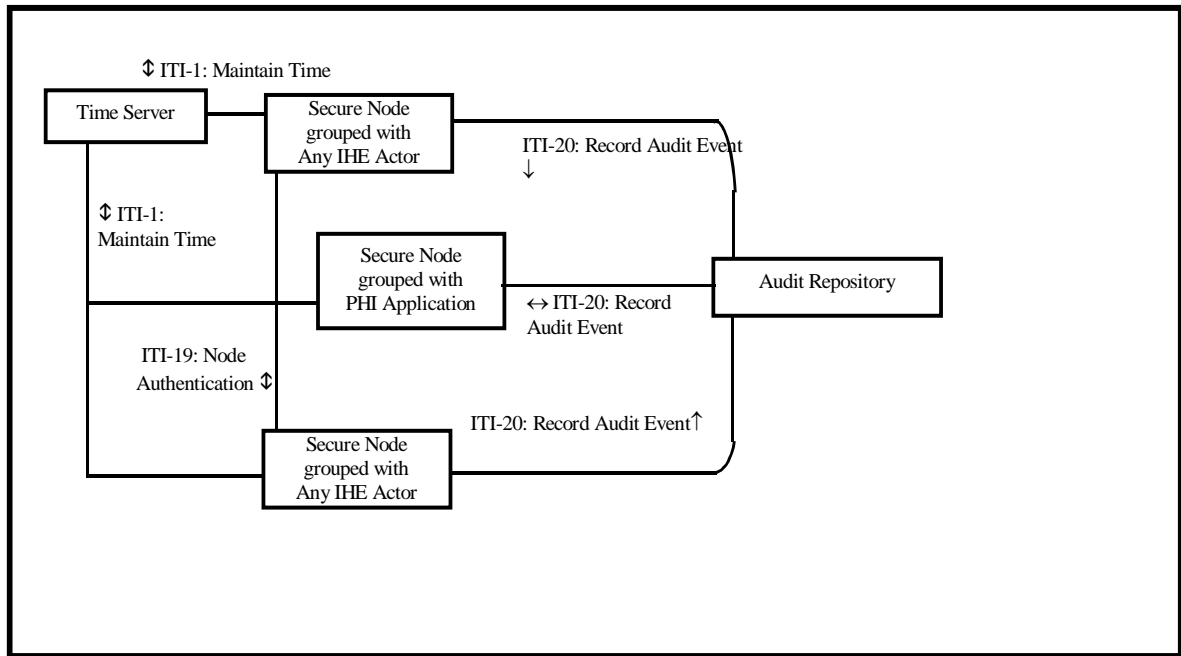 ⇕ ITI-1: Maintain Time
Time Server
Secure Node
grouped with
Any IHE Actor
ITI-20: Record Audit Event
↓
⇕ ITI-1:
Maintain Time
Secure Node
grouped with
PHI Application
Audit Repository
↔ ITI-20: Record
Audit Event
ITI-19: Node
Authentication ⇕
ITI-20: Record Audit Event↑
Secure Node
grouped with
Any IHE Actor